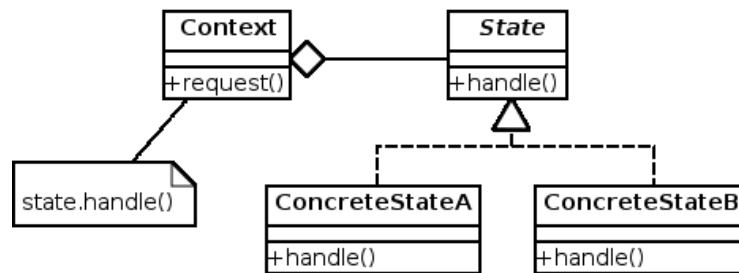 Context
+request()
State
+handle()
state.handle()
ConcreteStateA
+handle()
ConcreteStateB
+handle()